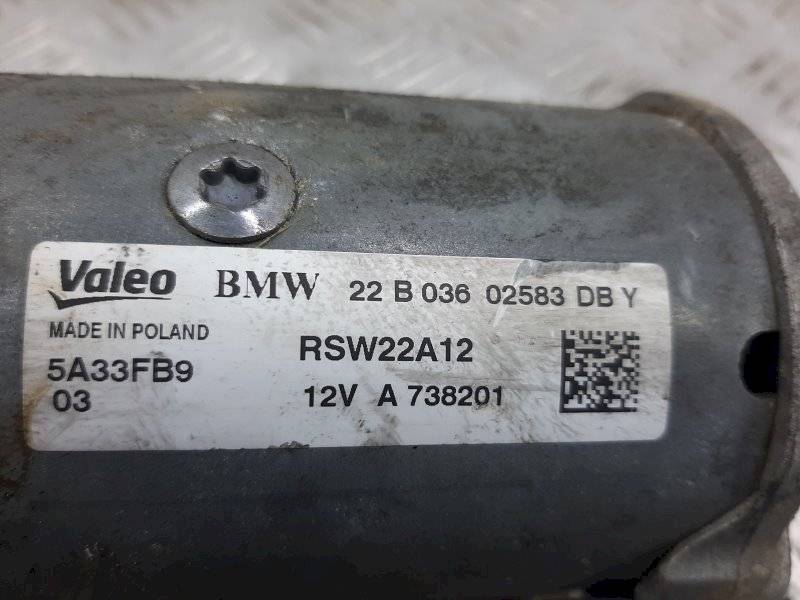 Valeo BMW 22 B 036 02583 DB Y
MADE IN POLAND
RSW22A12
5A33FB9
12V A 738201
03